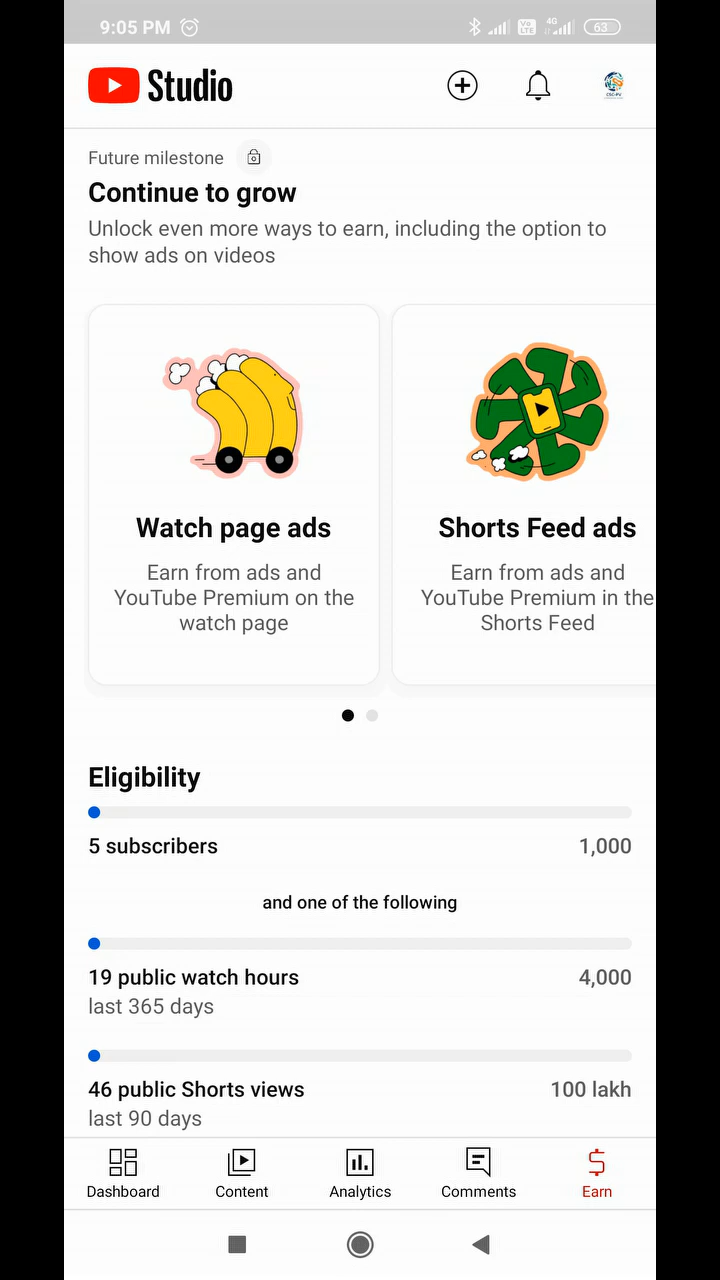 9:05 PM
Vo LTE 4G 63
Studio
Future milestone
Continue to grow
Unlock even more ways to earn, including the option to
show ads on videos
Watch page ads
Earn from ads and
YouTube Premium on the
watch page
Shorts Feed ads
Earn from ads and
YouTube Premium in the
Shorts Feed
Eligibility
5 subscribers 1,000
and one of the following
19 public watch hours 4,000
last 365 days
46 public Shorts views 100 lakh
last 90 days
Dashboard Content Analytics Comments Earn